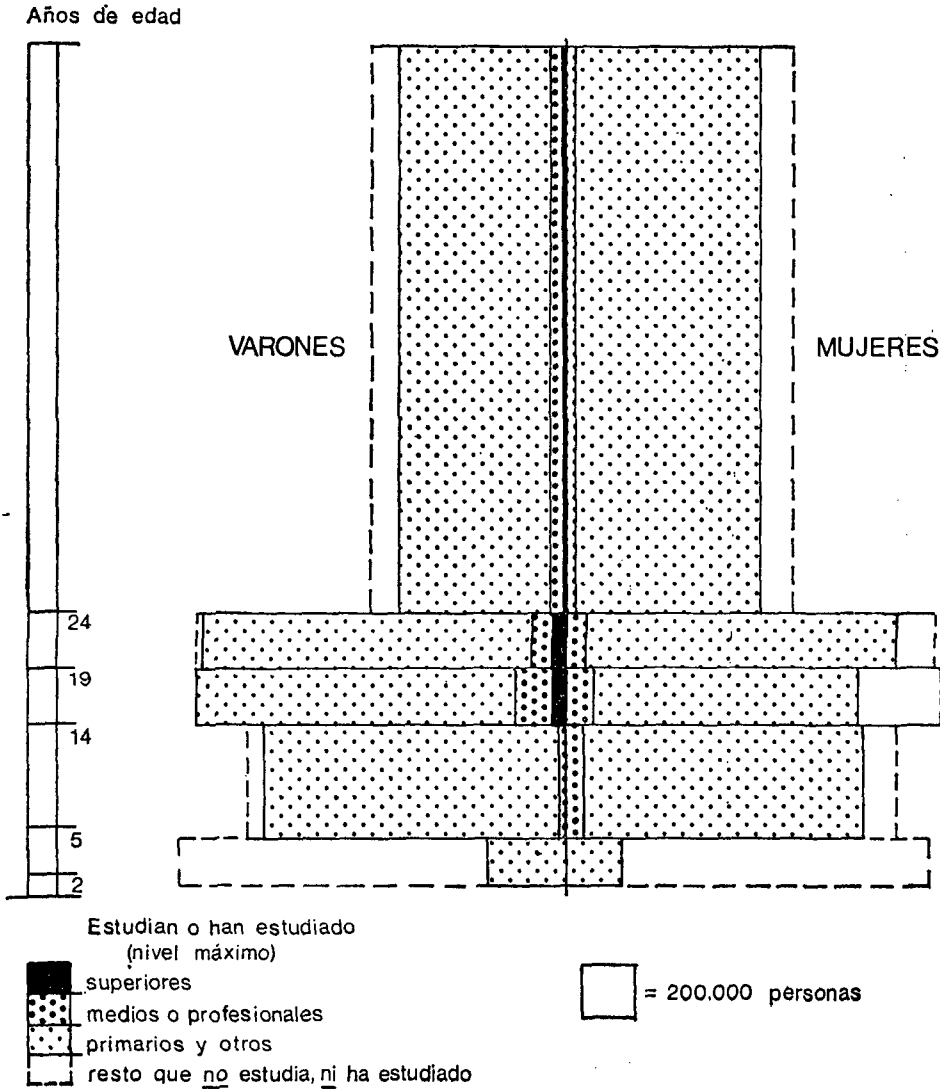 Años de edad
VARONES
MUJERES
24
19
14
5
2
Estudian o han estudiado
(nivel máximo)
superiores
medios o profesionales
primarios y otros
resto que no estudia, ni ha estudiado
= 200.000 personas